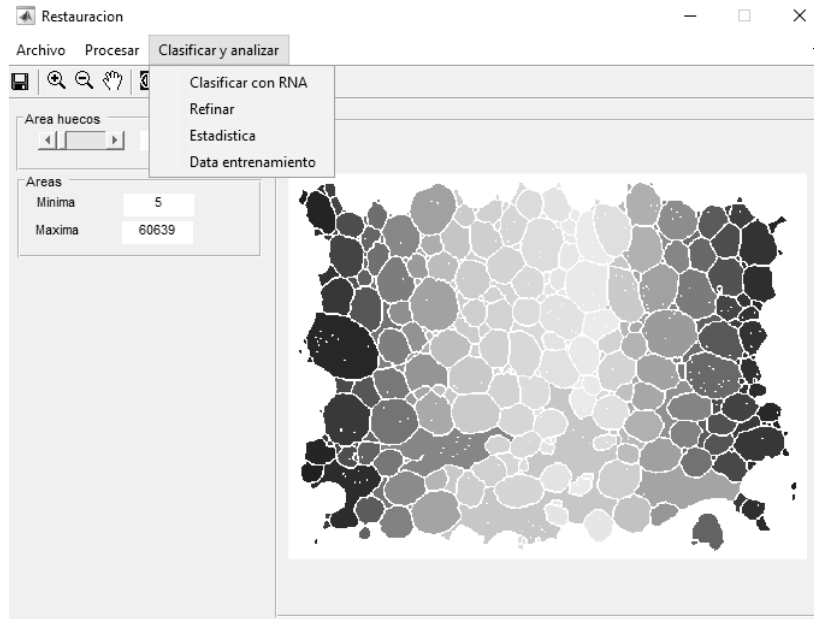 Restauracion
Archivo Procesar Clasificar y analizar
Clasificar con RNA
Refinar
Estadistica
Data entrenamiento
Area huecos
Areas
Minima 5
Maxima 60639